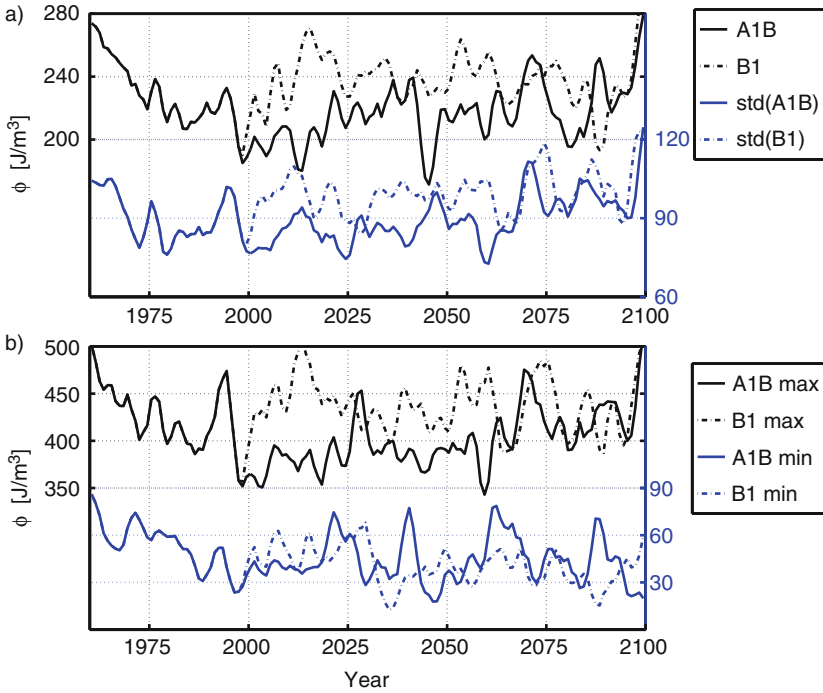 a)
280
240
200
ϕ [J/m³]
120
90
60
1975 2000 2025 2050 2075 2100
A1B
B1
std(A1B)
std(B1)
b)
500
450
400
350
ϕ [J/m³]
90
60
30
1975 2000 2025 2050 2075 2100
Year
A1B max
B1 max
A1B min
B1 min